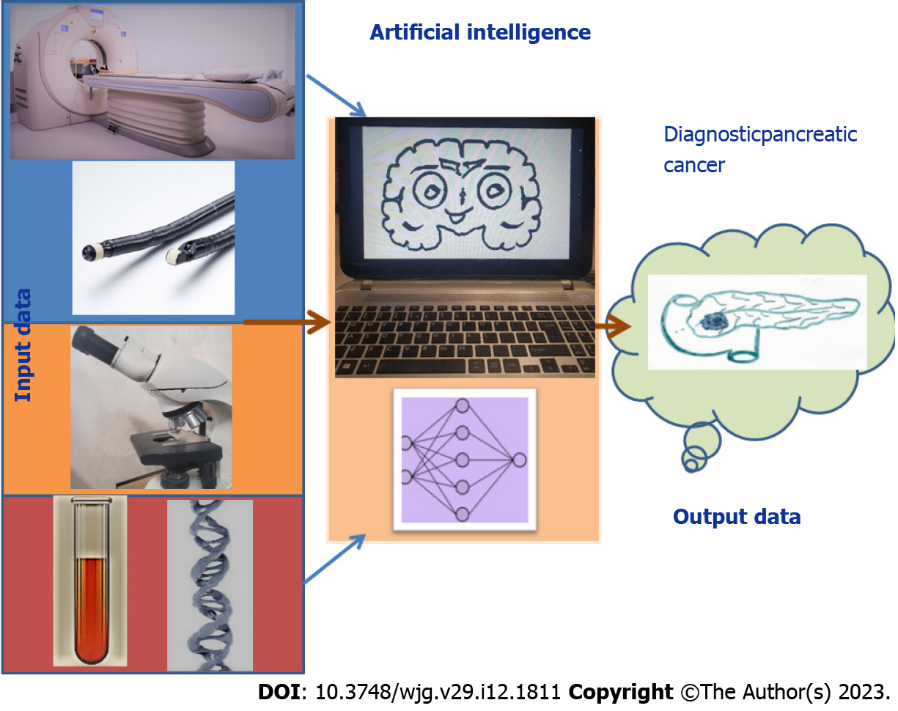 Artificial intelligence
Diagnosticpancreatic
cancer
Input data
Output data
DOI: 10.3748/wjg.v29.i12.1811 Copyright ©The Author(s) 2023.